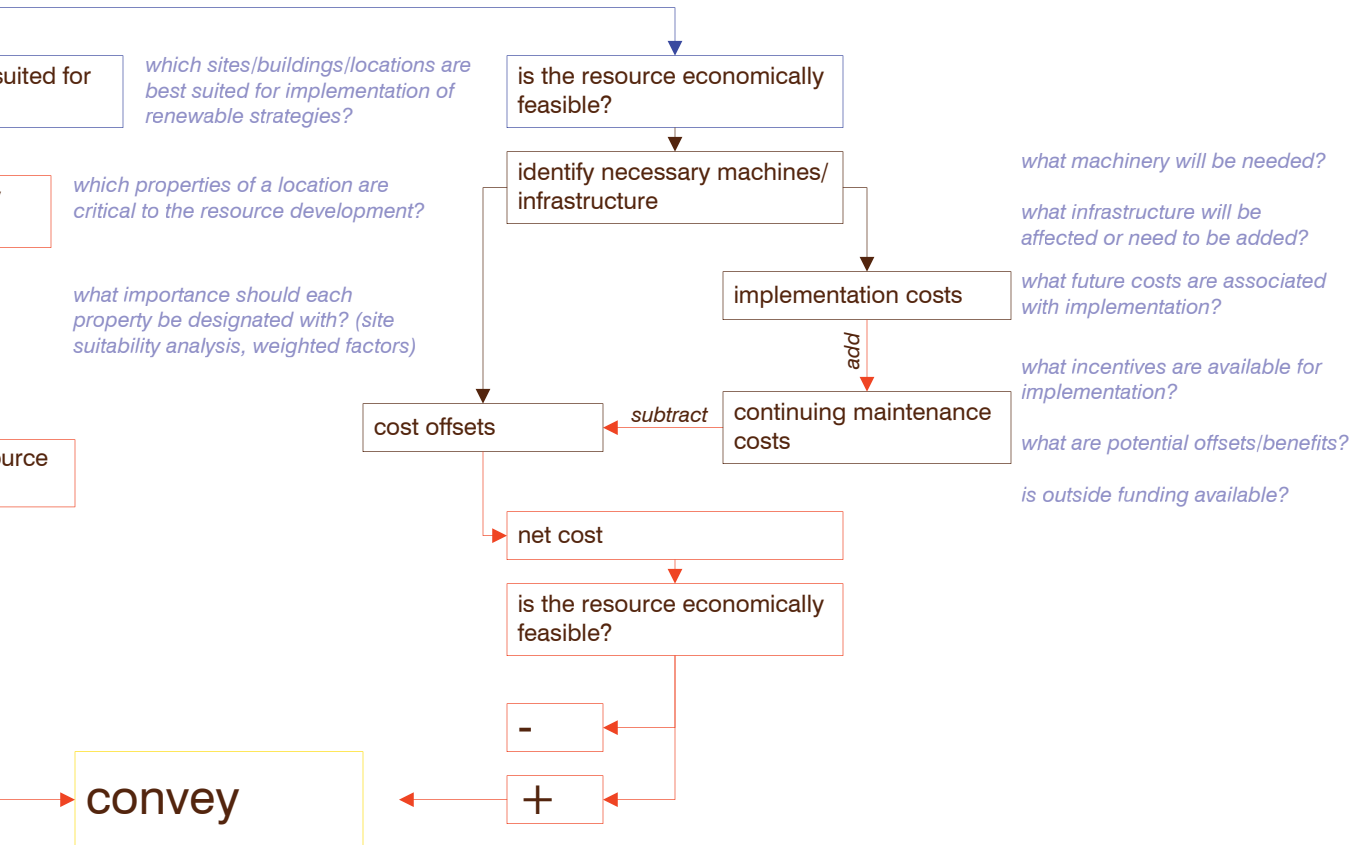 suited for
which sites/buildings/locations are
best suited for implementation of
renewable strategies?
is the resource economically
feasible?
which properties of a location are
critical to the resource development?
identify necessary machines/
infrastructure
what machinery will be needed?
what infrastructure will be
affected or need to be added?
what importance should each
property be designated with? (site
suitability analysis, weighted factors)
implementation costs
what future costs are associated
with implementation?
add
what incentives are available for
implementation?
cost offsets
subtract
continuing maintenance
costs
what are potential offsets/benefits?
is outside funding available?
net cost
is the resource economically
feasible?
-
+
convey